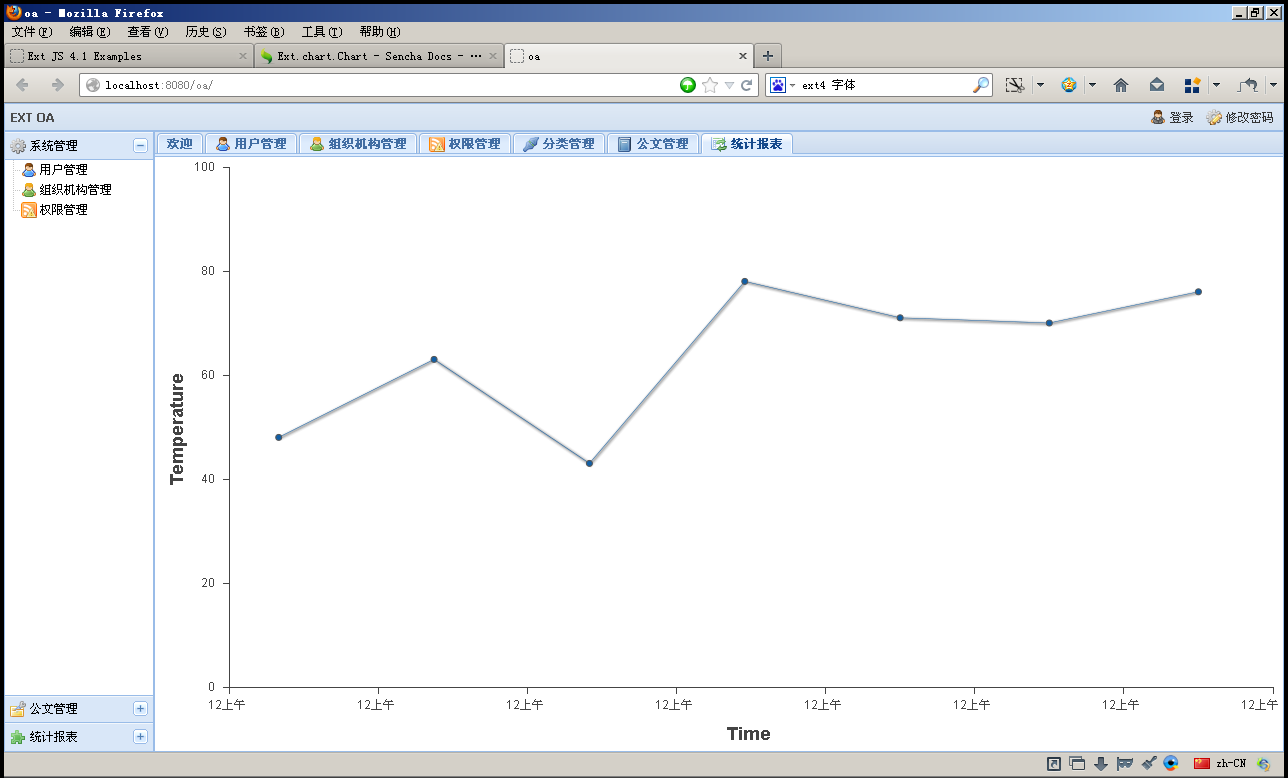 oa - Mozilla Firefox
文件(F) 编辑(E) 查看(V) 历史(S) 书签(B) 工具(T) 帮助(H)
Ext JS 4.1 Examples Ext.chart.Chart - Sencha Docs - ... oa
localhost:8080/oa/ ext4 字体
EXT OA 登录 修改密码
系统管理
用户管理
组织机构管理
权限管理
公文管理
统计报表
欢迎 用户管理 组织机构管理 权限管理 分类管理 公文管理 统计报表
100
80
60
40
20
0
Temperature
12上午 12上午 12上午 12上午 12上午 12上午 12上午 12上午
Time
zh-CN